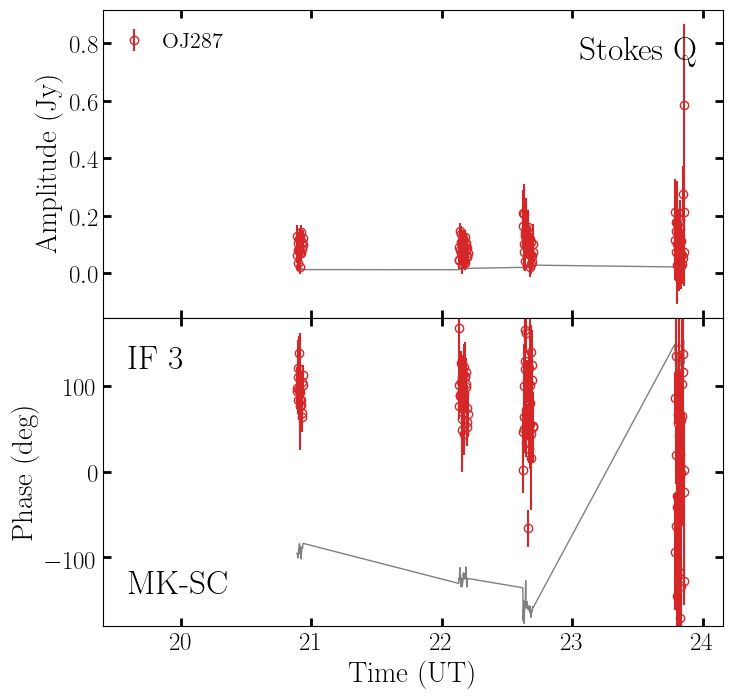 OJ287
Stokes Q
Amplitude (Jy)
0.8
0.6
0.4
0.2
0.0
IF 3
MK-SC
Phase (deg)
100
0
−100
20
21
22
23
24
Time (UT)